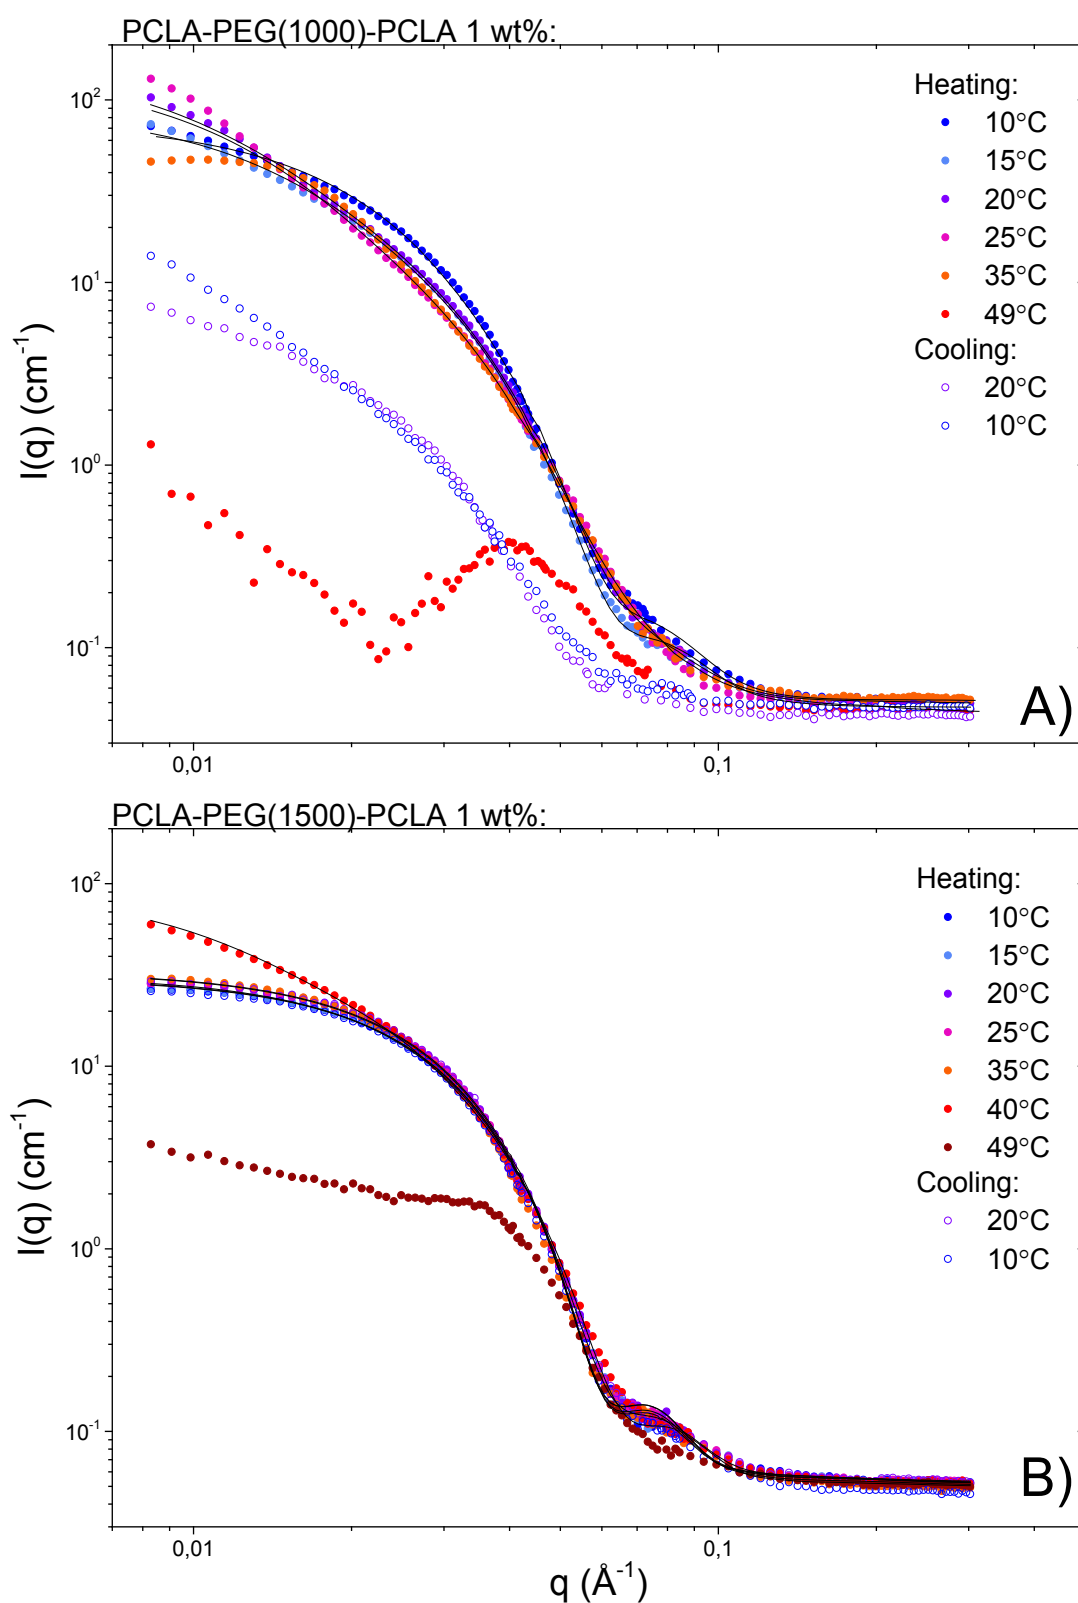 PCLA-PEG(1000)-PCLA 1 wt%:
Heating:
10°C
15°C
20°C
25°C
35°C
49°C
Cooling:
20°C
10°C
10²
10¹
10⁰
10⁻¹
I(q) (cm⁻¹)
A)
0,01
0,1
PCLA-PEG(1500)-PCLA 1 wt%:
Heating:
10°C
15°C
20°C
25°C
35°C
40°C
49°C
Cooling:
20°C
10°C
10²
10¹
10⁰
10⁻¹
I(q) (cm⁻¹)
B)
0,01
0,1
q (Å⁻¹)